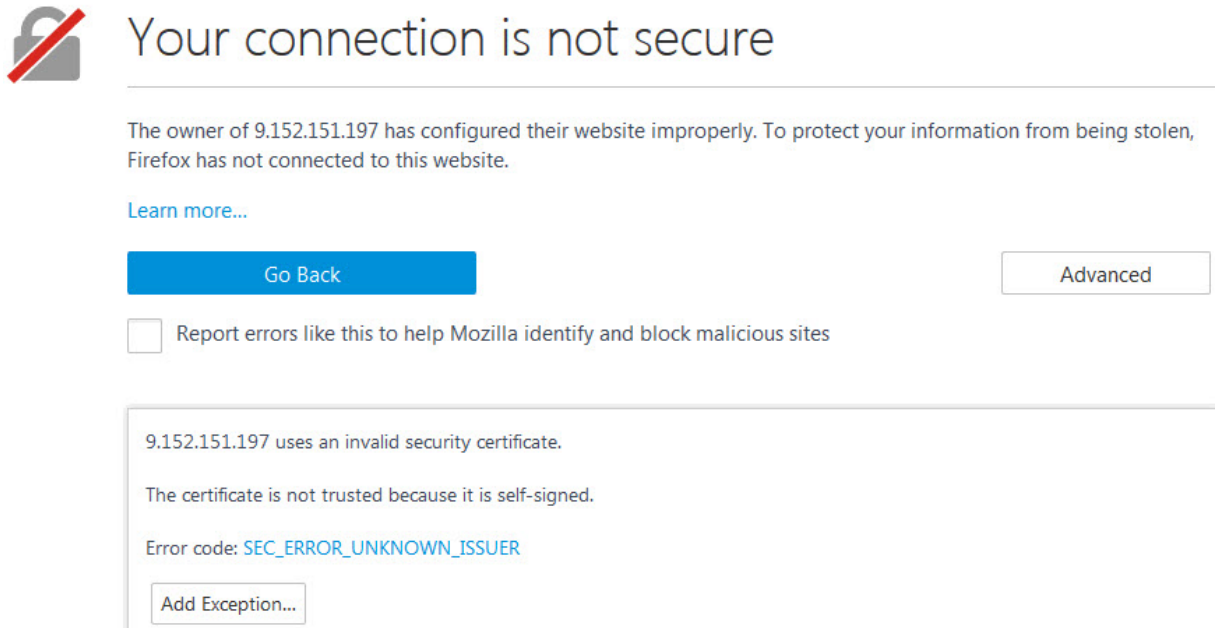 Your connection is not secure
The owner of 9.152.151.197 has configured their website improperly. To protect your information from being stolen,
Firefox has not connected to this website.
Learn more...
Go Back
Advanced
Report errors like this to help Mozilla identify and block malicious sites
9.152.151.197 uses an invalid security certificate.
The certificate is not trusted because it is self-signed.
Error code: SEC_ERROR_UNKNOWN_ISSUER
Add Exception...